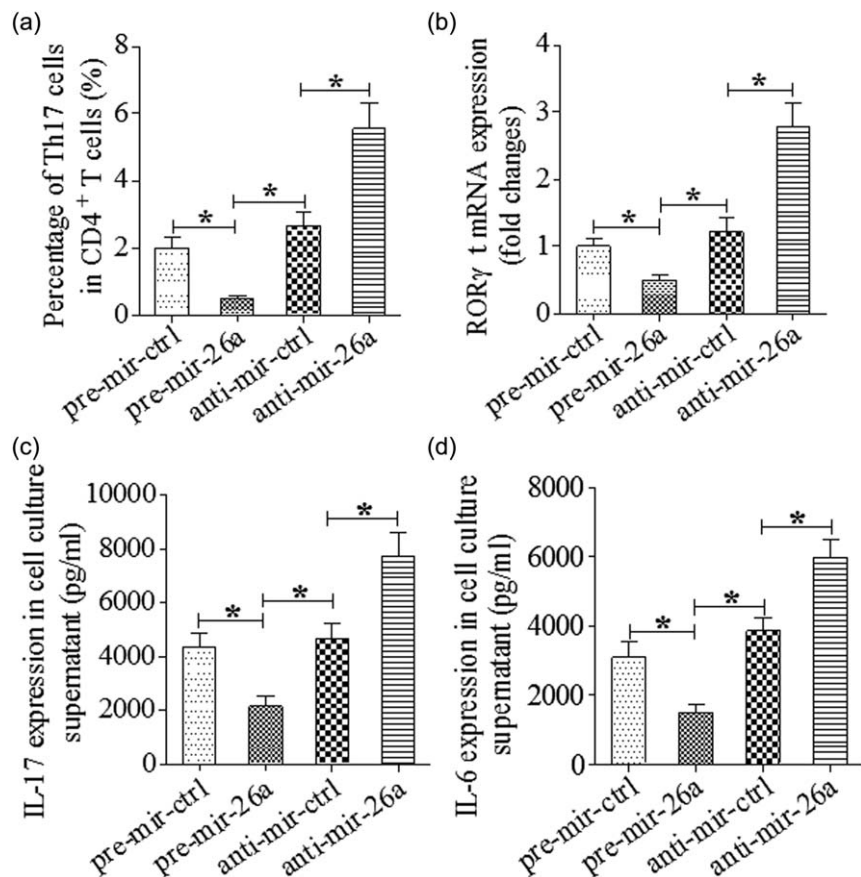 (a)
Percentage of Th17 cells
in CD4+ T cells (%)
8
6
4
2
0
*
*
*
pre-mir-ctrl
pre-mir-26a
anti-mir-ctrl
anti-mir-26a
(b)
RORγ t mRNA expression
(fold changes)
4
3
2
1
0
*
*
*
pre-mir-ctrl
pre-mir-26a
anti-mir-ctrl
anti-mir-26a
(c)
IL-17 expression in cell culture
supernatant (pg/ml)
10000
8000
6000
4000
2000
0
*
*
*
pre-mir-ctrl
pre-mir-26a
anti-mir-ctrl
anti-mir-26a
(d)
IL-6 expression in cell culture
supernatant (pg/ml)
8000
6000
4000
2000
0
*
*
*
pre-mir-ctrl
pre-mir-26a
anti-mir-ctrl
anti-mir-26a